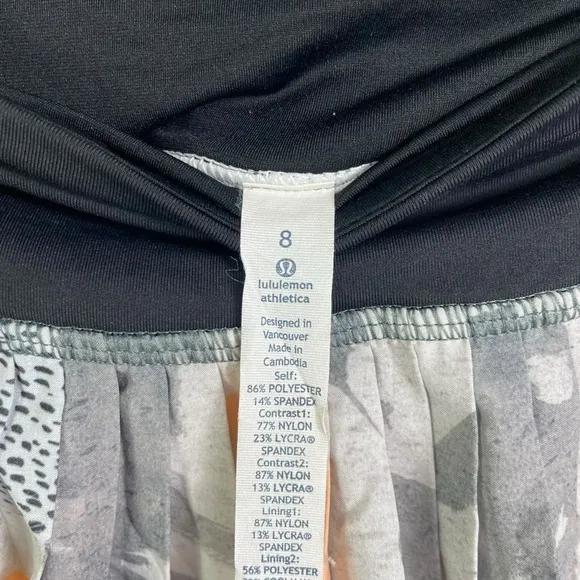 8
lululemon
athletica
Designed in
Vancouver
Made in
Cambodia
Self:
86% POLYESTER
14% SPANDEX
Contrast1:
77% NYLON
23% LYCRA®
SPANDEX
Contrast2:
87% NYLON
13% LYCRA®
SPANDEX
Lining1:
87% NYLON
13% LYCRA®
SPANDEX
Lining2:
56% POLYESTER